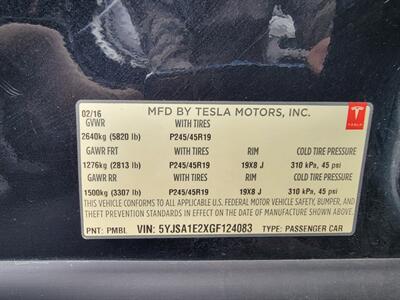 02/16 MFD BY TESLA MOTORS, INC.
GVWR WITH TIRES
2640kg (5820 lb) P245/45R19
GAWR FRT WITH TIRES RIM COLD TIRE PRESSURE
1276kg (2813 lb) P245/45R19 19X8 J 310 kPa, 45 psi
GAWR RR WITH TIRES RIM COLD TIRE PRESSURE
1500kg (3307 lb) P245/45R19 19X8 J 310 kPa, 45 psi
THIS VEHICLE CONFORMS TO ALL APPLICABLE U.S. FEDERAL MOTOR VEHICLE SAFETY, BUMPER, AND
THEFT PREVENTION STANDARDS IN EFFECT ON THE DATE OF MANUFACTURE SHOWN ABOVE.
PNT: PMBL VIN: 5YJSA1E2XGF124083 TYPE: PASSENGER CAR
TESLA